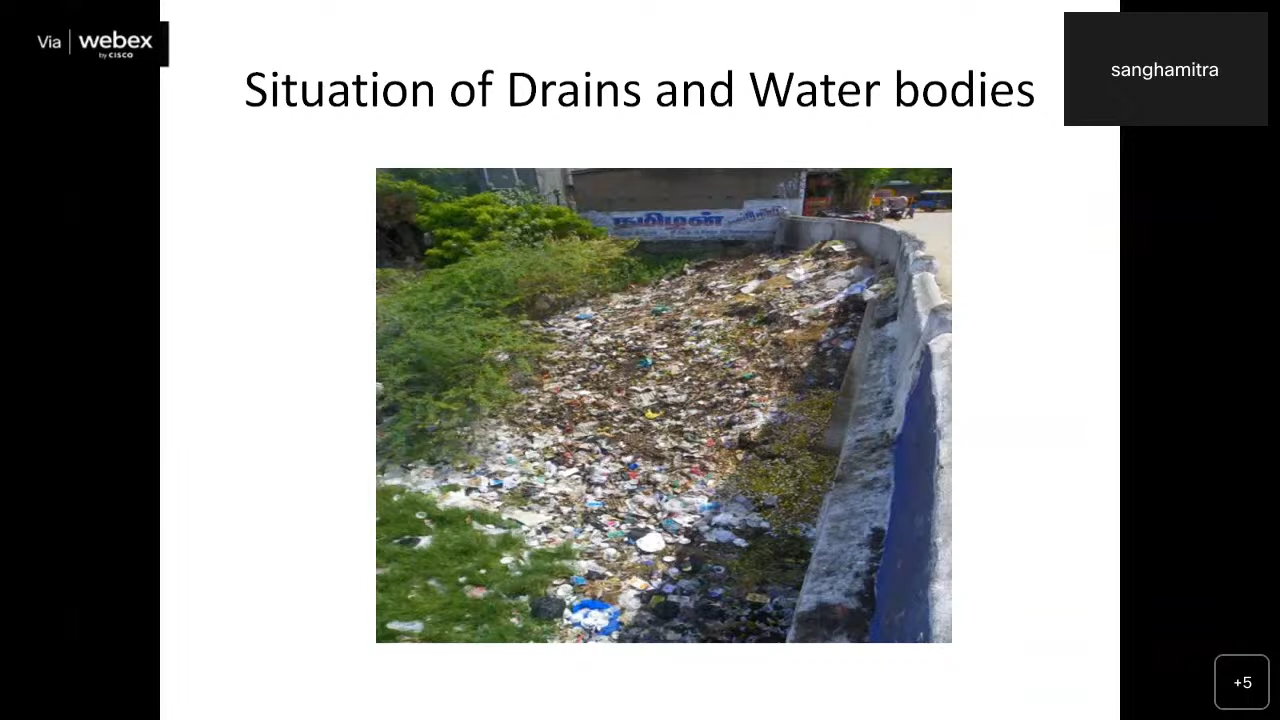 Via webex
by CISCO
sanghamitra
Situation of Drains and Water bodies
+5